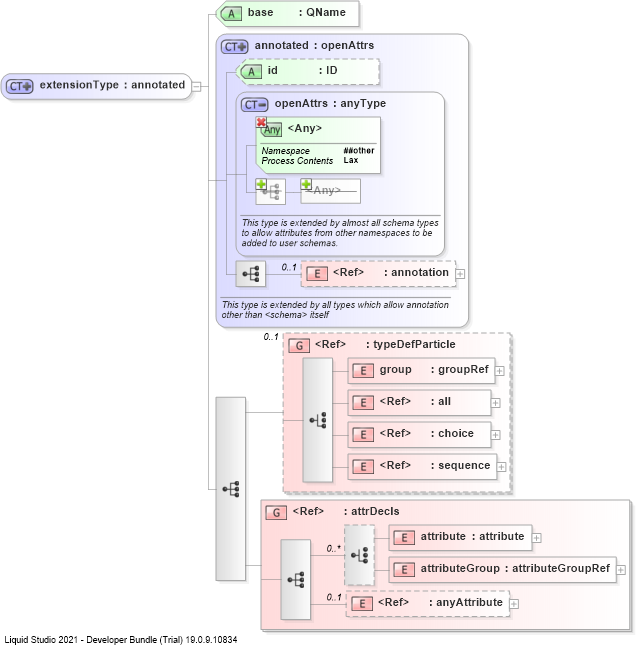 A base : QName
CT annotated : openAttrs
CT extensionType : annotated
A id : ID
CT openAttrs : anyType
Any <Any>
Namespace ##other
Process Contents Lax
<Any>
This type is extended by almost all schema types
to allow attributes from other namespaces to be
added to user schemas.
0..1 E <Ref> : annotation
This type is extended by all types which allow annotation
other than <schema> itself
0..1
G <Ref> : typeDefParticle
E group : groupRef
E <Ref> : all
E <Ref> : choice
E <Ref> : sequence
G <Ref> : attrDecls
E attribute : attribute
0..*
E attributeGroup : attributeGroupRef
0..1 E <Ref> : anyAttribute
Liquid Studio 2021 - Developer Bundle (Trial) 19.0.9.10834